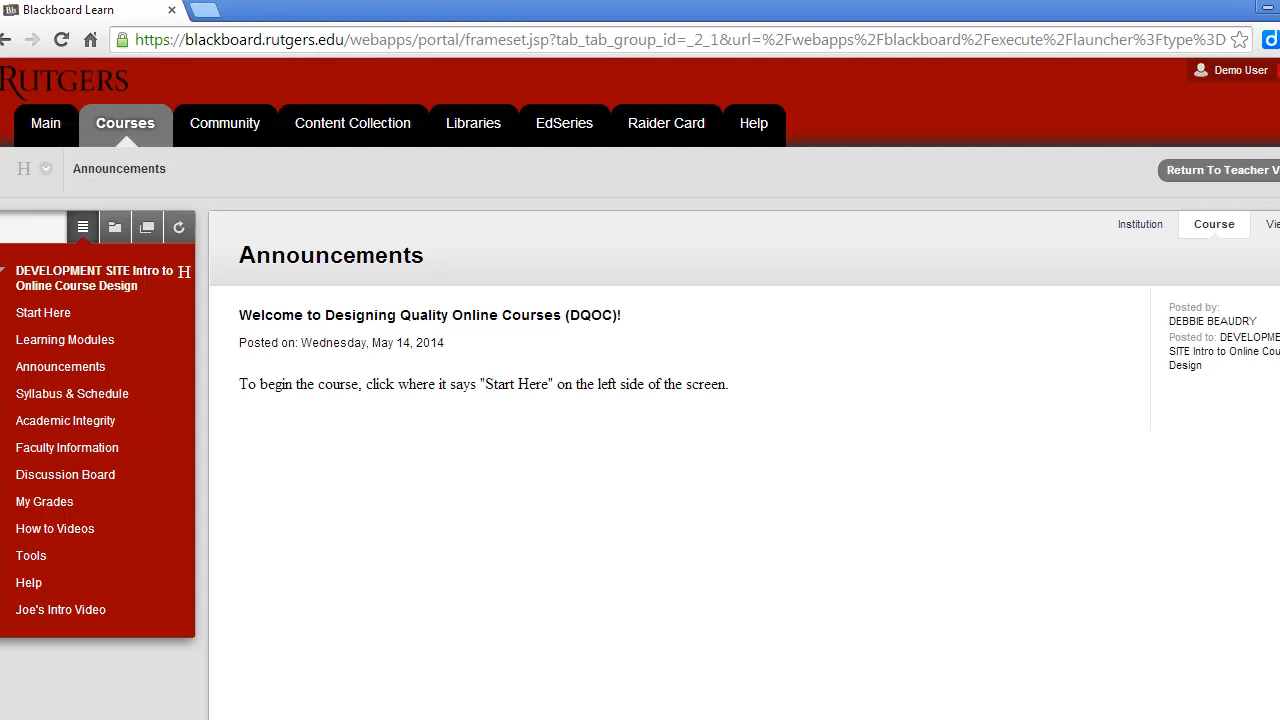 Bb Blackboard Learn
https://blackboard.rutgers.edu/webapps/portal/frameset.jsp?tab_tab_group_id=_2_1&url=%2Fwebapps%2Fblackboard%2Fexecute%2Flauncher%3Ftype%3D
RUTGERS
Demo User
Main Courses Community Content Collection Libraries EdSeries Raider Card Help
H Announcements
Return To Teacher V
Institution Course Vie
Announcements
DEVELOPMENT SITE Intro to H
Online Course Design
Start Here
Learning Modules
Announcements
Syllabus & Schedule
Academic Integrity
Faculty Information
Discussion Board
My Grades
How to Videos
Tools
Help
Joe's Intro Video
Welcome to Designing Quality Online Courses (DQOC)!
Posted on: Wednesday, May 14, 2014
To begin the course, click where it says "Start Here" on the left side of the screen.
Posted by:
DEBBIE BEAUDRY
Posted to: DEVELOPME
SITE Intro to Online Cou
Design